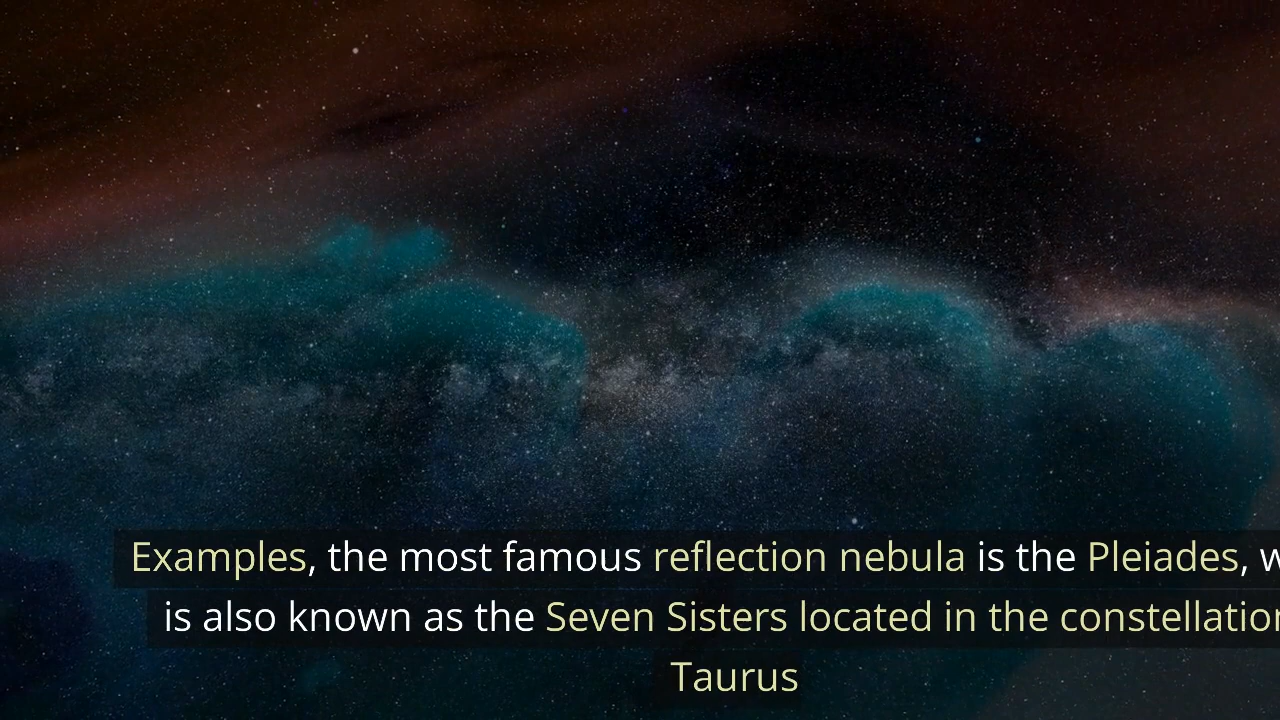 Examples, the most famous reflection nebula is the Pleiades, w
is also known as the Seven Sisters located in the constellation
Taurus